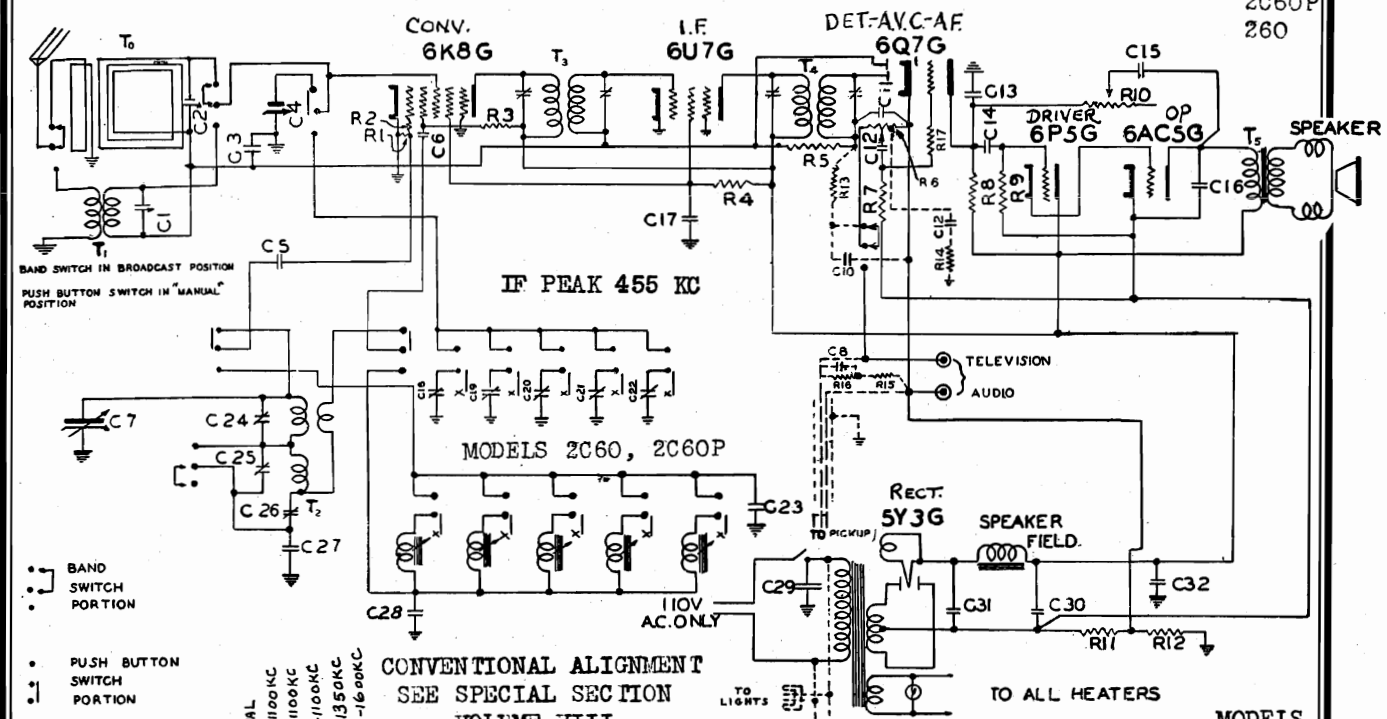 2C60P
260
DET.-A.V.C.-A.F.
CONV.
6K8G
I.F.
6U7G
6Q7G
C15
T0
T3
T4
C4
C2
C3
R2
R1
C6
R3
C13
C14
R10
DRIVER
6P5G
OP
6AC5G
T5
SPEAKER
R5
C12
R17
R6
R13
R7
R8
R9
C16
R4
C1
T1
C17
C12
R14
C10
C5
BAND SWITCH IN BROADCAST POSITION
PUSH BUTTON SWITCH IN "MANUAL"
POSITION
IF PEAK 455 KC
TELEVISION
AUDIO
C8
R16
R15
C18
C19
C20
C21
C22
X
X
X
X
X
C7
C24
C25
C26
T2
C27
MODELS 2C60, 2C60P
C23
X
X
X
X
X
C28
TO PICKUP
RECT.
5Y3G
SPEAKER
FIELD.
110V
A.C. ONLY
C29
C31
C30
C32
R11
R12
BAND
SWITCH
PORTION
PUSH BUTTON
SWITCH
PORTION
1100KC
1100KC
-1100KC
1350KC
-1600KC
CONVENTIONAL ALIGNMENT
SEE SPECIAL SECTION
VOLUME VIII
TO
LIGHTS
TO ALL HEATERS
MODELS